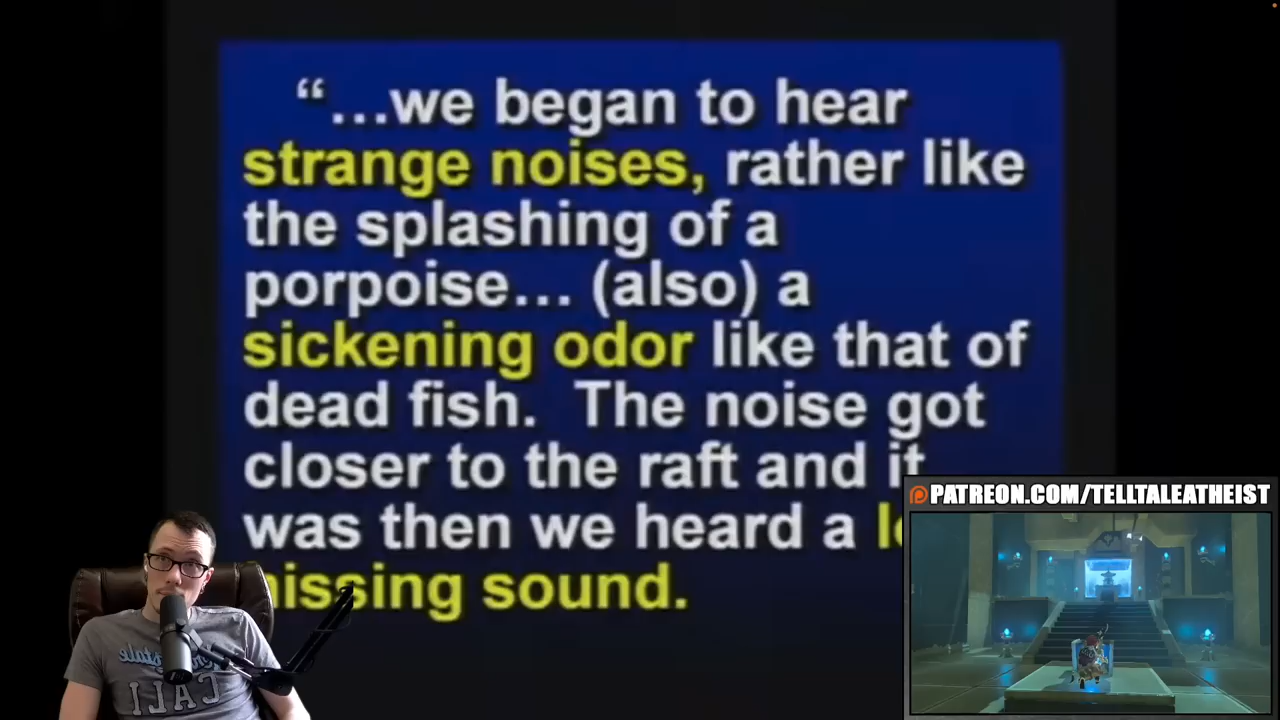 “…we began to hear
strange noises, rather like
the splashing of a
porpoise… (also) a
sickening odor like that of
dead fish. The noise got
closer to the raft and it
was then we heard a
sound.
PATREON.COM/TELLTALEATHEIST
CALI